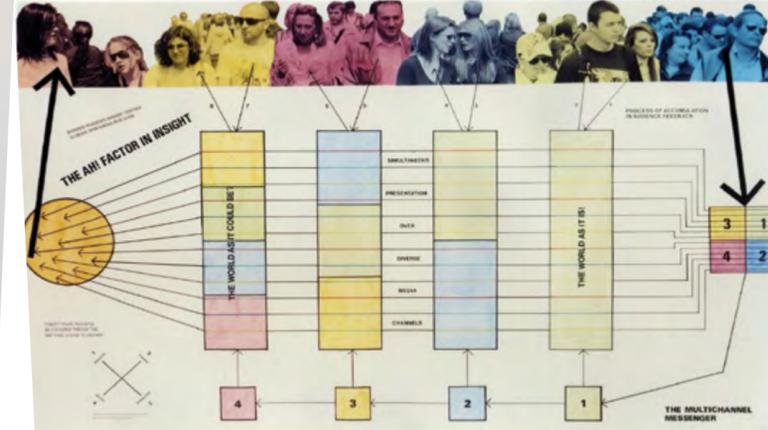 PROCESS OF ACCUMULATION
IN AUDIENCE FEEDBACK
THE AH! FACTOR IN INSIGHT
SIMULTANEOUS
PRESENTATION
OVER
DIVERSE
MEDIA
CHANNELS
THE WORLD AS IT COULD BE!
THE WORLD AS IT IS!
3 1
4 2
4 3 2 1
THE MULTICHANNEL
MESSENGER